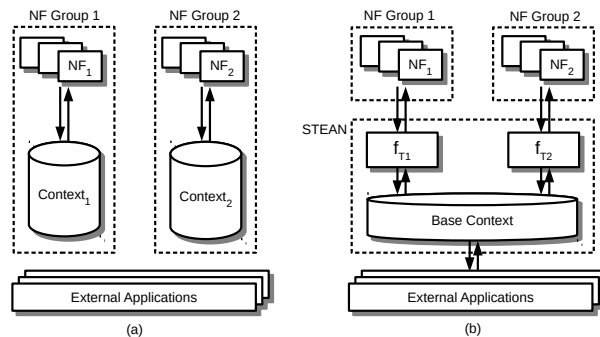 NF Group 1 NF Group 2
NF1 NF2
Context1 Context2
External Applications
(a)
NF Group 1 NF Group 2
NF1 NF2
STEAN
fT1 fT2
Base Context
External Applications
(b)